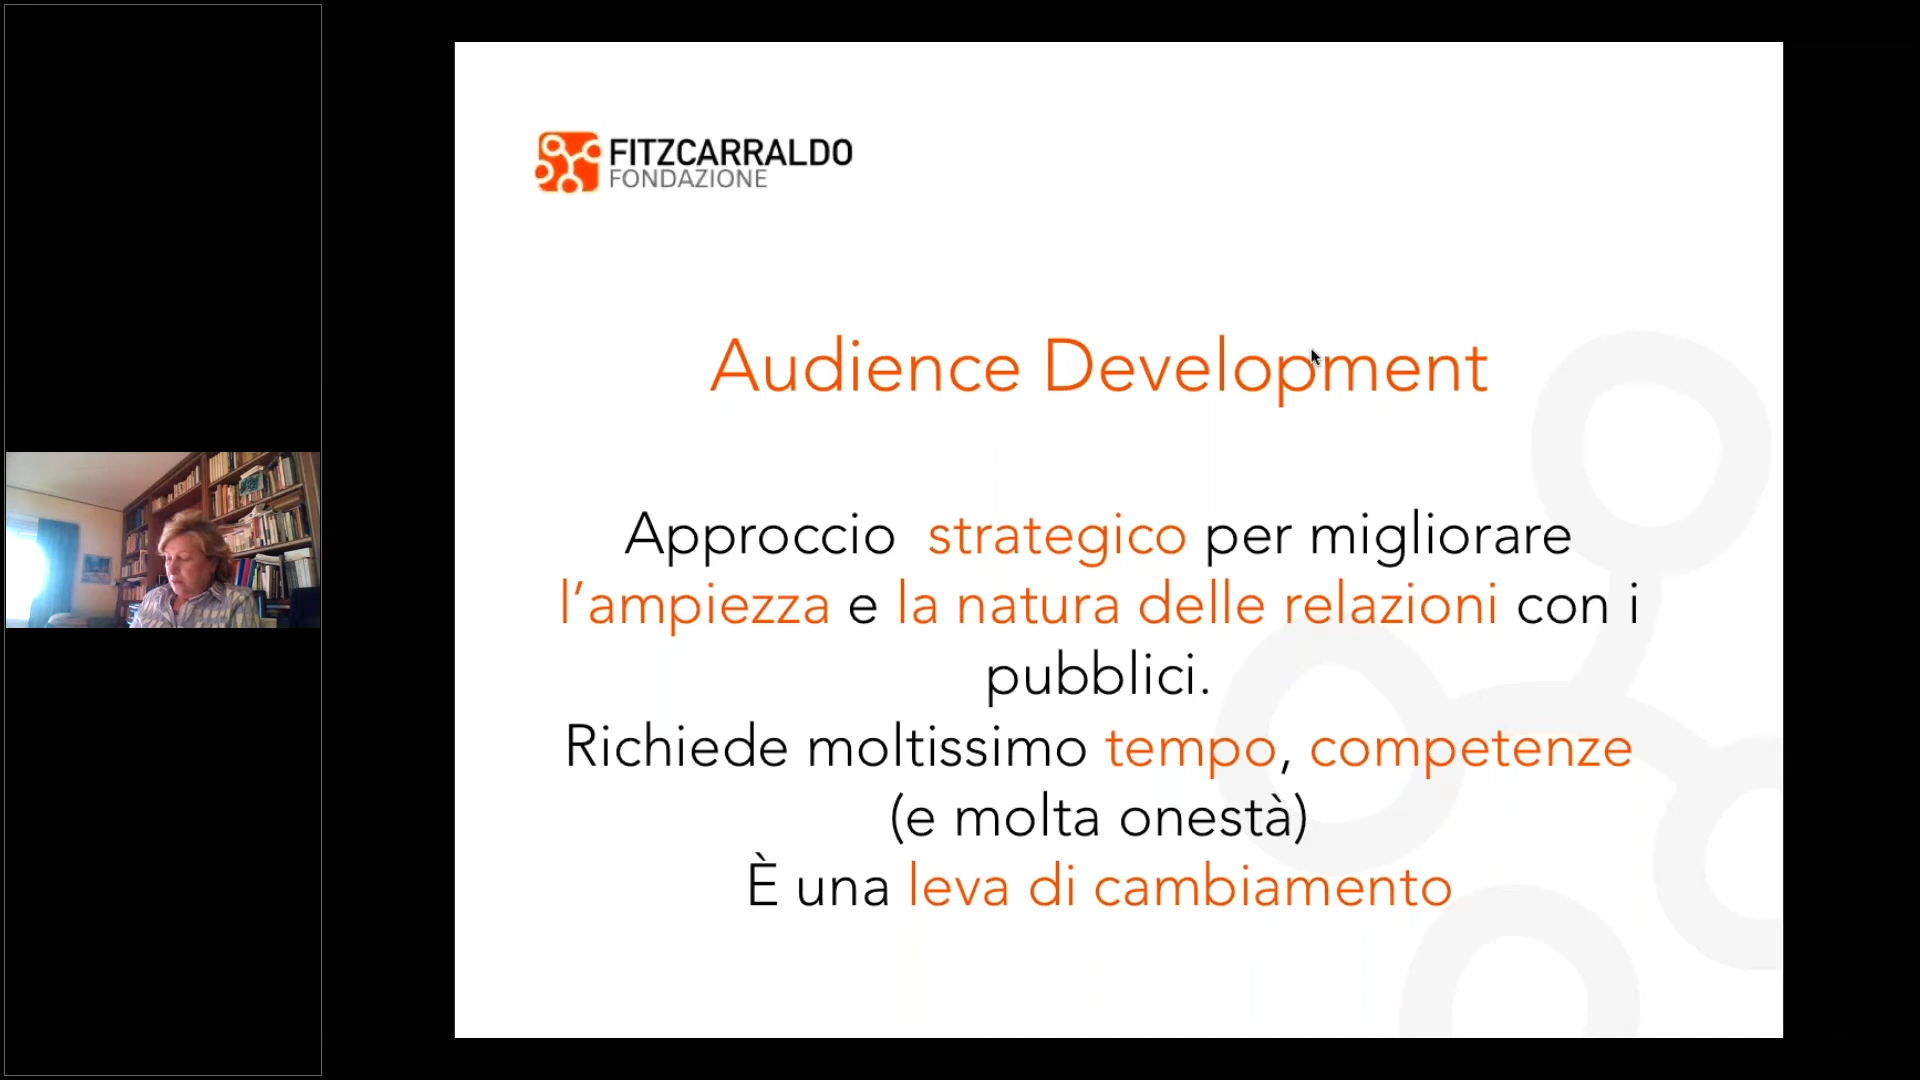 FITZCARRALDO
FONDAZIONE
Audience Development
Approccio strategico per migliorare
l’ampiezza e la natura delle relazioni con i
pubblici.
Richiede moltissimo tempo, competenze
(e molta onestà)
È una leva di cambiamento